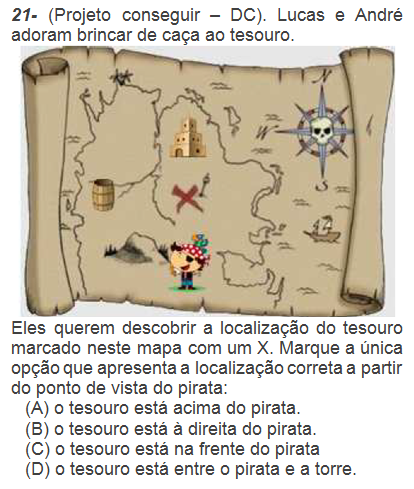 21- (Projeto conseguir – DC). Lucas e André
adoram brincar de caça ao tesouro.
N
W
S
Eles querem descobrir a localização do tesouro
marcado neste mapa com um X. Marque a única
opção que apresenta a localização correta a partir
do ponto de vista do pirata:
(A) o tesouro está acima do pirata.
(B) o tesouro está à direita do pirata.
(C) o tesouro está na frente do pirata
(D) o tesouro está entre o pirata e a torre.